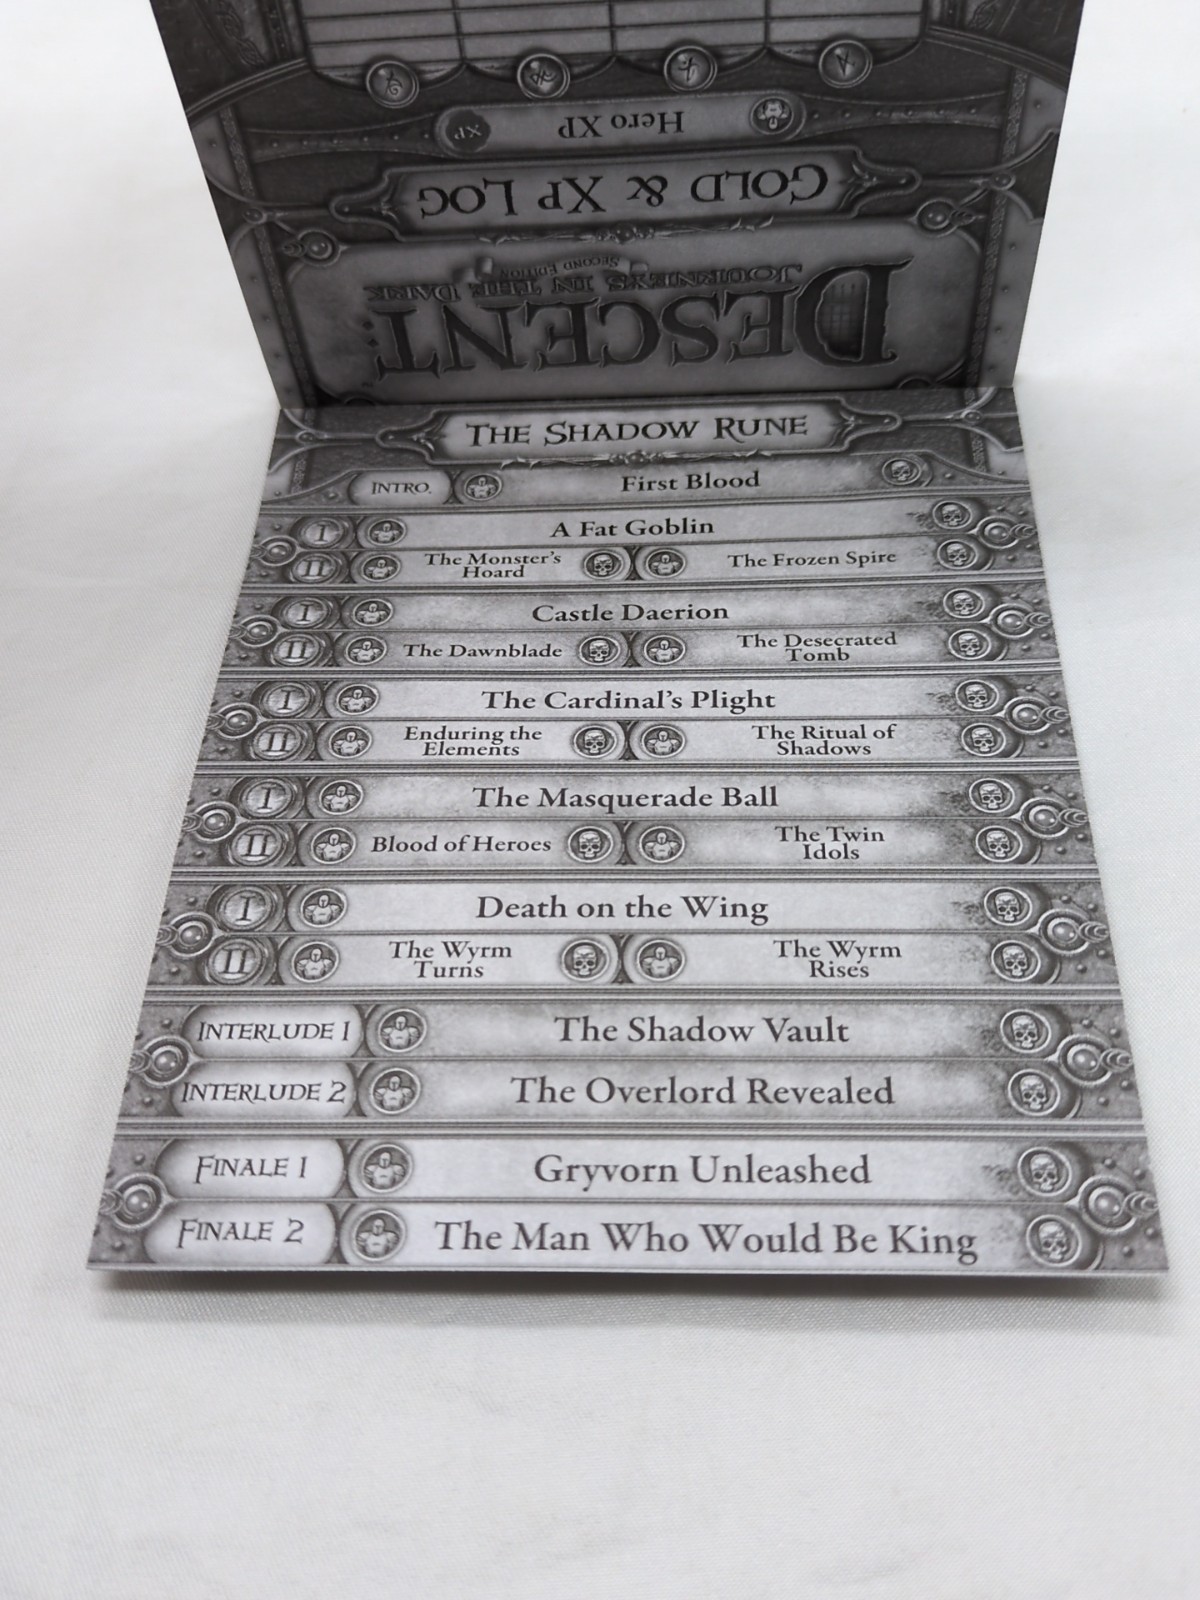 Hero XP
XP
GOLD & XP LOG
DESCENT
JOURNEYS IN THE DARK
SECOND EDITION
THE SHADOW RUNE
INTRO.
First Blood
I
A Fat Goblin
II
The Monster's
Hoard
The Frozen Spire
I
Castle Daerion
II
The Dawnblade
The Desecrated
Tomb
I
The Cardinal's Plight
II
Enduring the
Elements
The Ritual of
Shadows
I
The Masquerade Ball
II
Blood of Heroes
The Twin
Idols
I
Death on the Wing
II
The Wyrm
Turns
The Wyrm
Rises
INTERLUDE 1
The Shadow Vault
INTERLUDE 2
The Overlord Revealed
FINALE 1
Gryvorn Unleashed
FINALE 2
The Man Who Would Be King